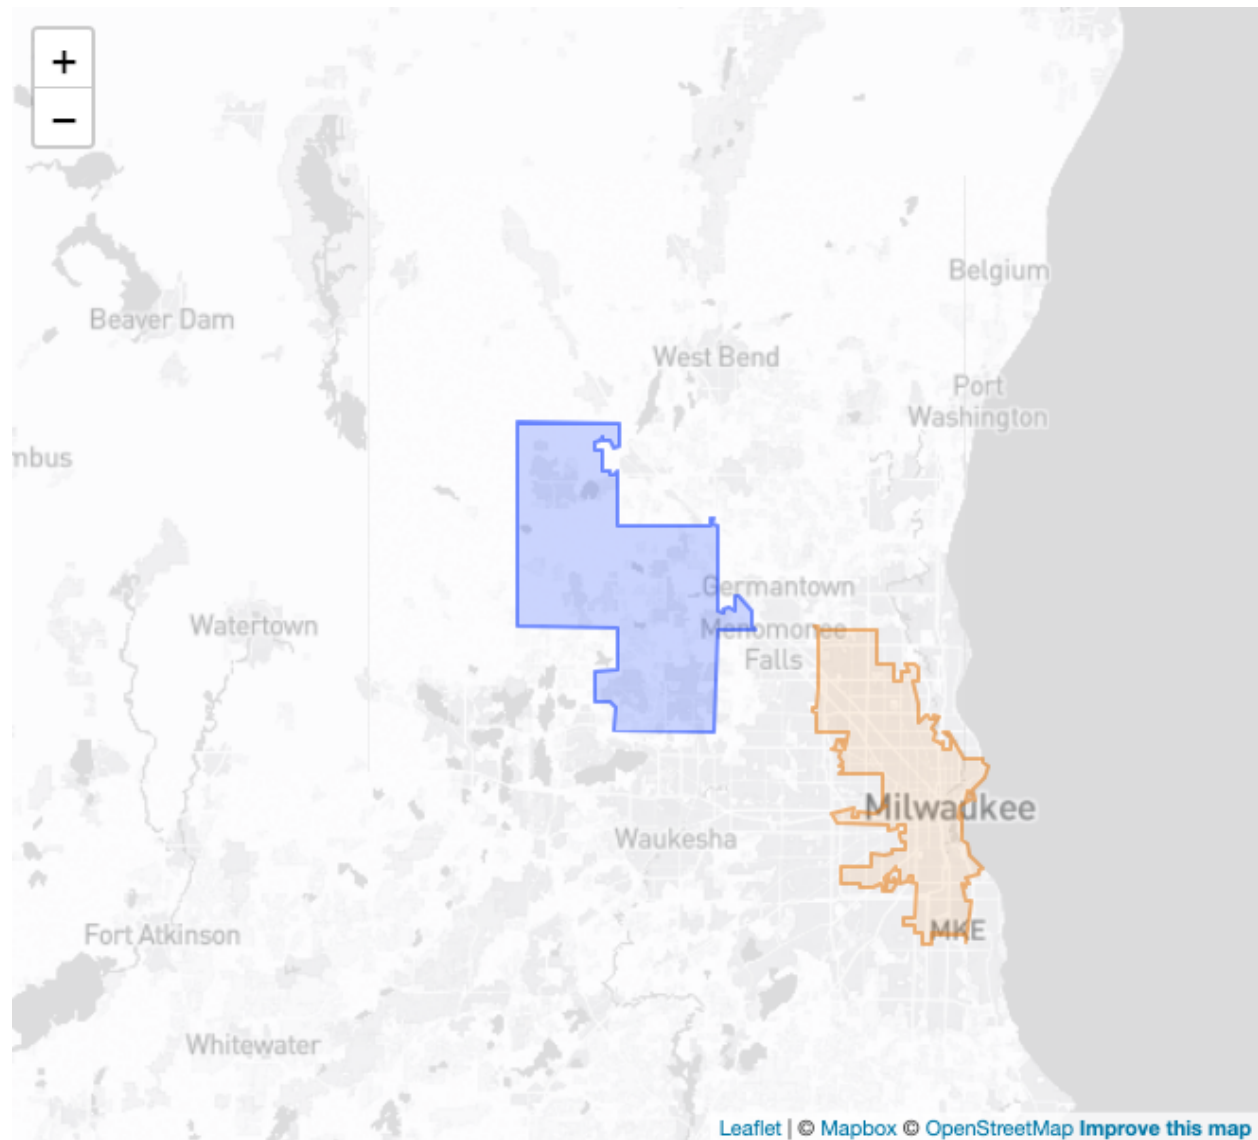 +
−
Belgium
Beaver Dam
West Bend
Port
Washington
mbus
Germantown
Watertown
Menomonee
Falls
Milwaukee
Waukesha
Fort Atkinson
MKE
Whitewater
Leaflet | © Mapbox © OpenStreetMap Improve this map